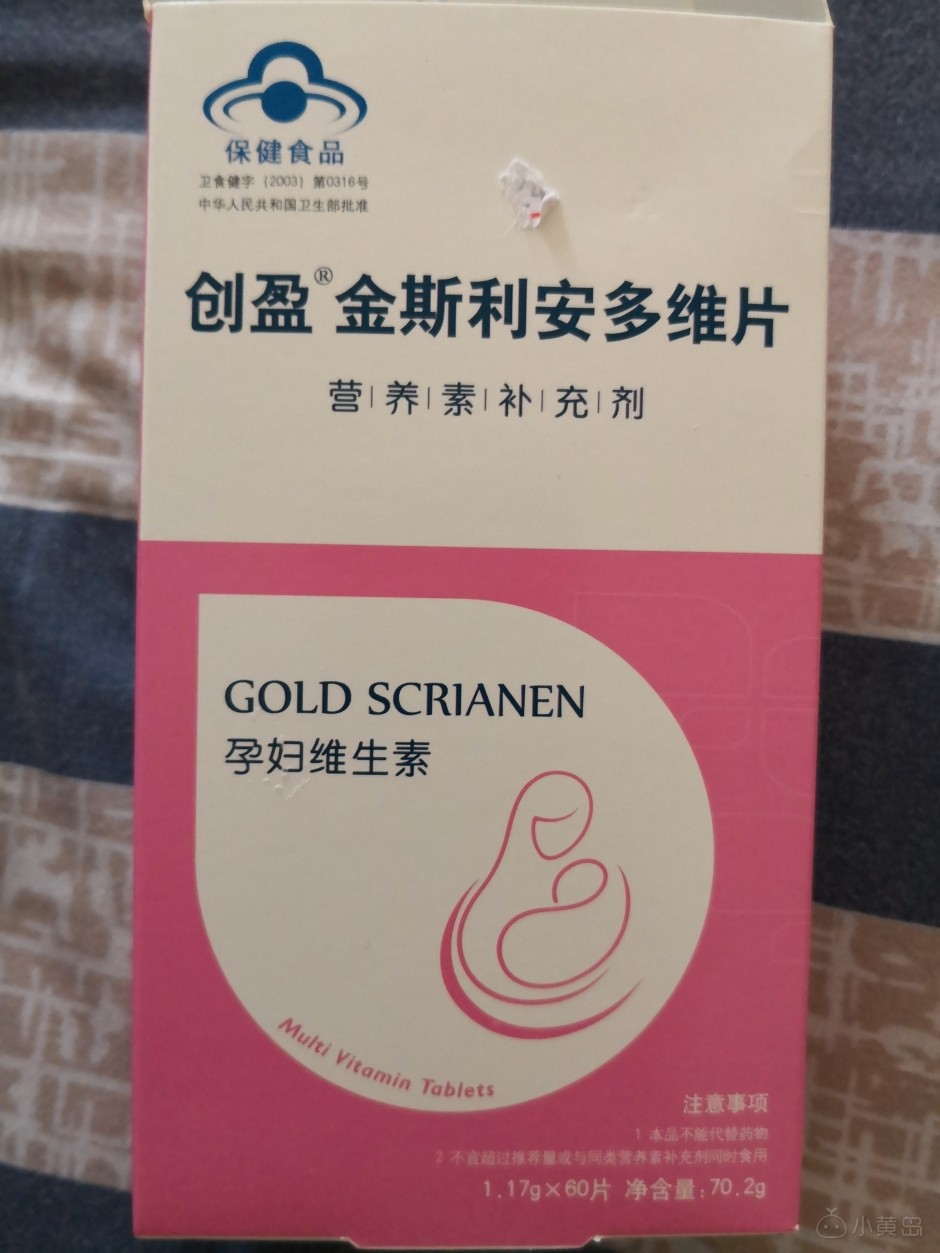 保健食品
卫食健字(2003)第0316号
中华人民共和国卫生部批准
创盈®金斯利安多维片
营|养|素|补|充|剂
GOLD SCRIANEN
孕妇维生素
Multi Vitamin Tablets
注意事项
1 本品不能代替药物
2 不宜超过推荐量或与同类营养素补充剂同时食用
1.17g×60片 净含量:70.2g
小黄岛